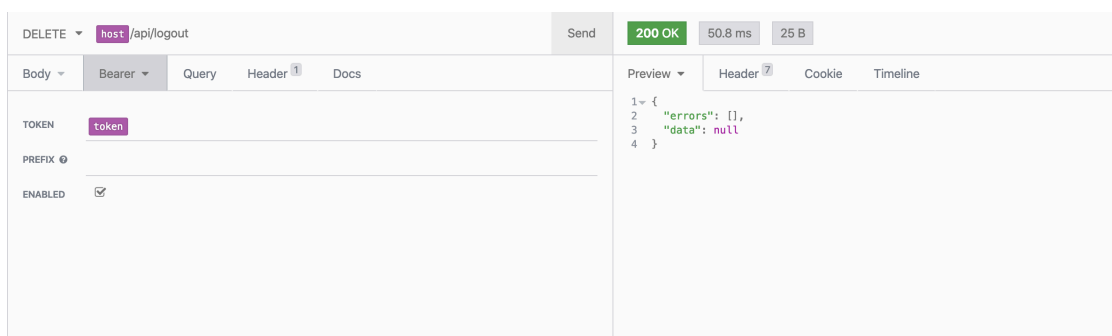 DELETE host /api/logout Send
Body Bearer Query Header 1 Docs
TOKEN token
PREFIX
ENABLED
200 OK 50.8 ms 25 B
Preview Header 7 Cookie Timeline
1 {
2 "errors": [],
3 "data": null
4 }